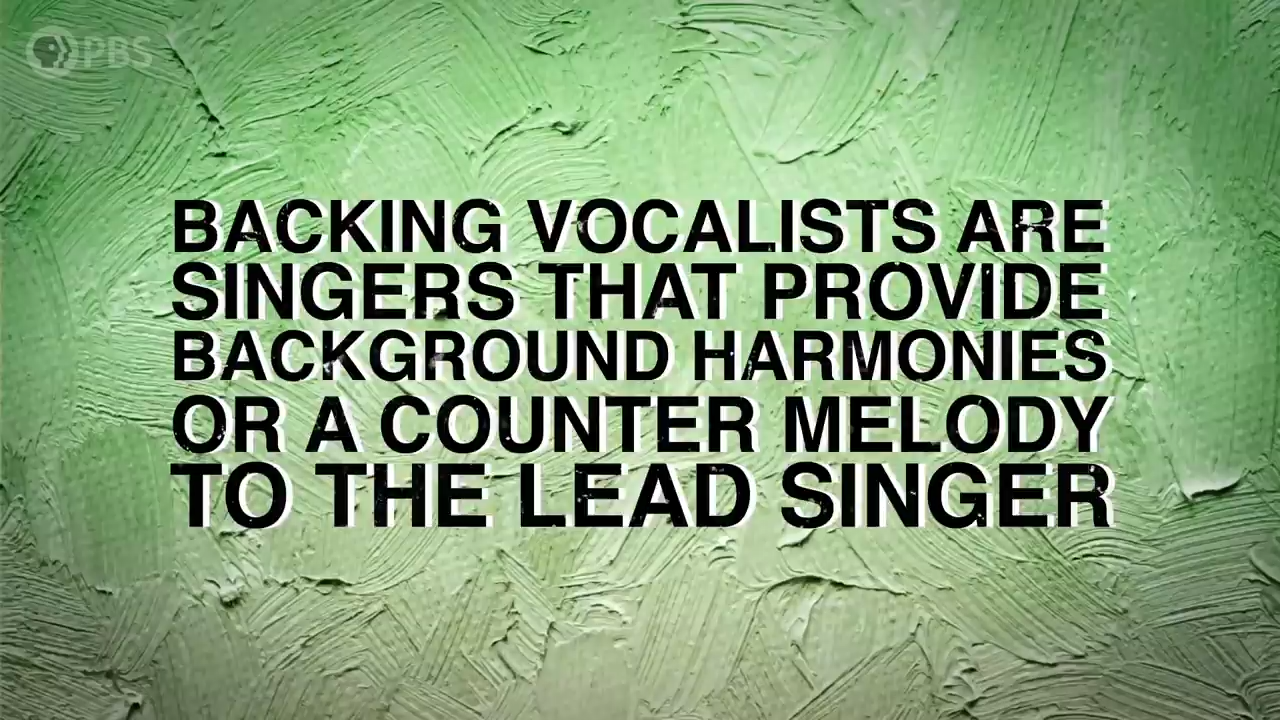 PBS
BACKING VOCALISTS ARE
SINGERS THAT PROVIDE
BACKGROUND HARMONIES
OR A COUNTER MELODY
TO THE LEAD SINGER